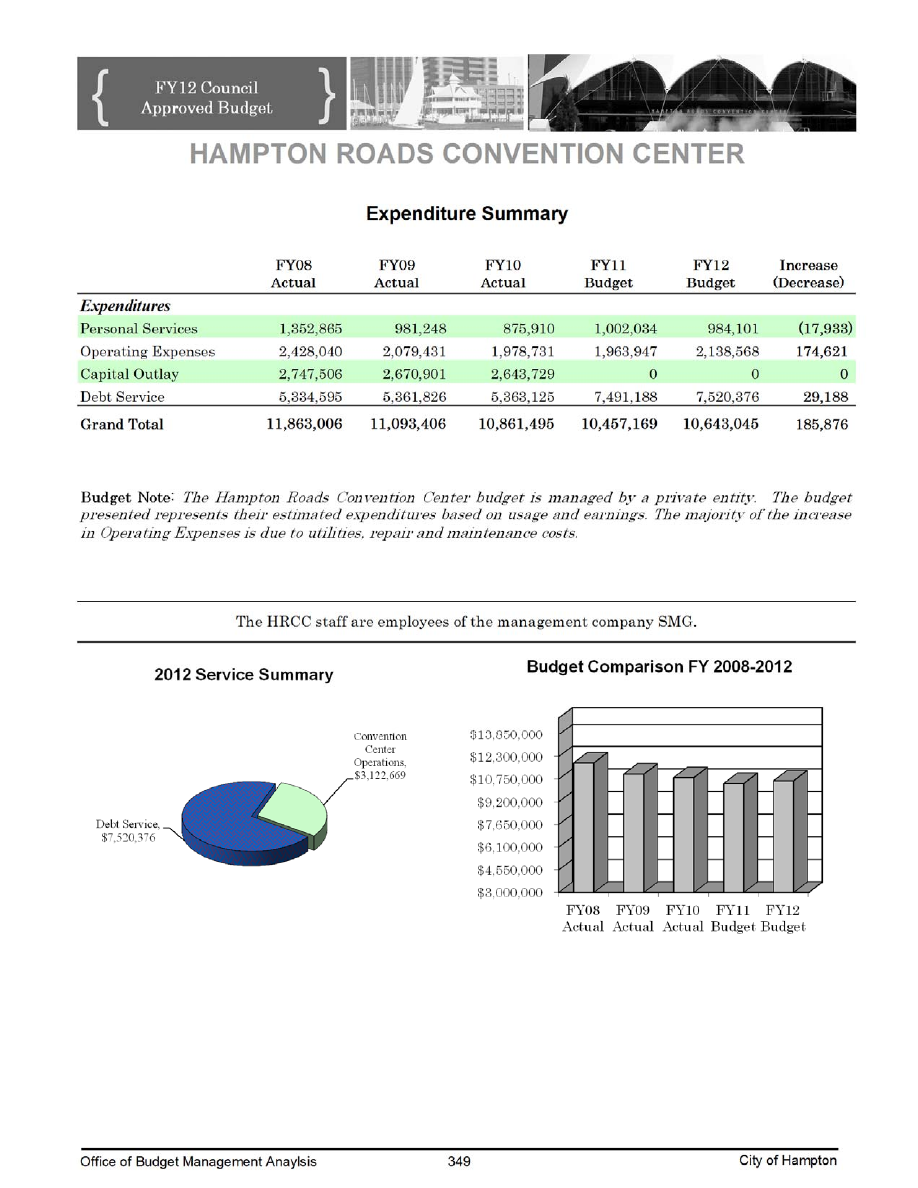 FY12 Council
Approved Budget
HAMPTON ROADS CONVENTION CENTER
Expenditure Summary
FY08 FY09 FY10 FY11 FY12 Increase
Actual Actual Actual Budget Budget (Decrease)
Expenditures
Personal Services 1,352,865 981,248 875,910 1,002,034 984,101 (17,933)
Operating Expenses 2,428,040 2,079,431 1,978,731 1,963,947 2,138,568 174,621
Capital Outlay 2,747,506 2,670,901 2,643,729 0 0 0
Debt Service 5,334,595 5,361,826 5,363,125 7,491,188 7,520,376 29,188
Grand Total 11,863,006 11,093,406 10,861,495 10,457,169 10,643,045 185,876
Budget Note: The Hampton Roads Convention Center budget is managed by a private entity. The budget
presented represents their estimated expenditures based on usage and earnings. The majority of the increase
in Operating Expenses is due to utilities, repair and maintenance costs.
The HRCC staff are employees of the management company SMG.
2012 Service Summary
Convention
Center
Operations,
$3,122,669
Debt Service,
$7,520,376
Budget Comparison FY 2008-2012
$13,850,000
$12,300,000
$10,750,000
$9,200,000
$7,650,000
$6,100,000
$4,550,000
$3,000,000
FY08 FY09 FY10 FY11 FY12
Actual Actual Actual Budget Budget
Office of Budget Management Anaylsis 349 City of Hampton